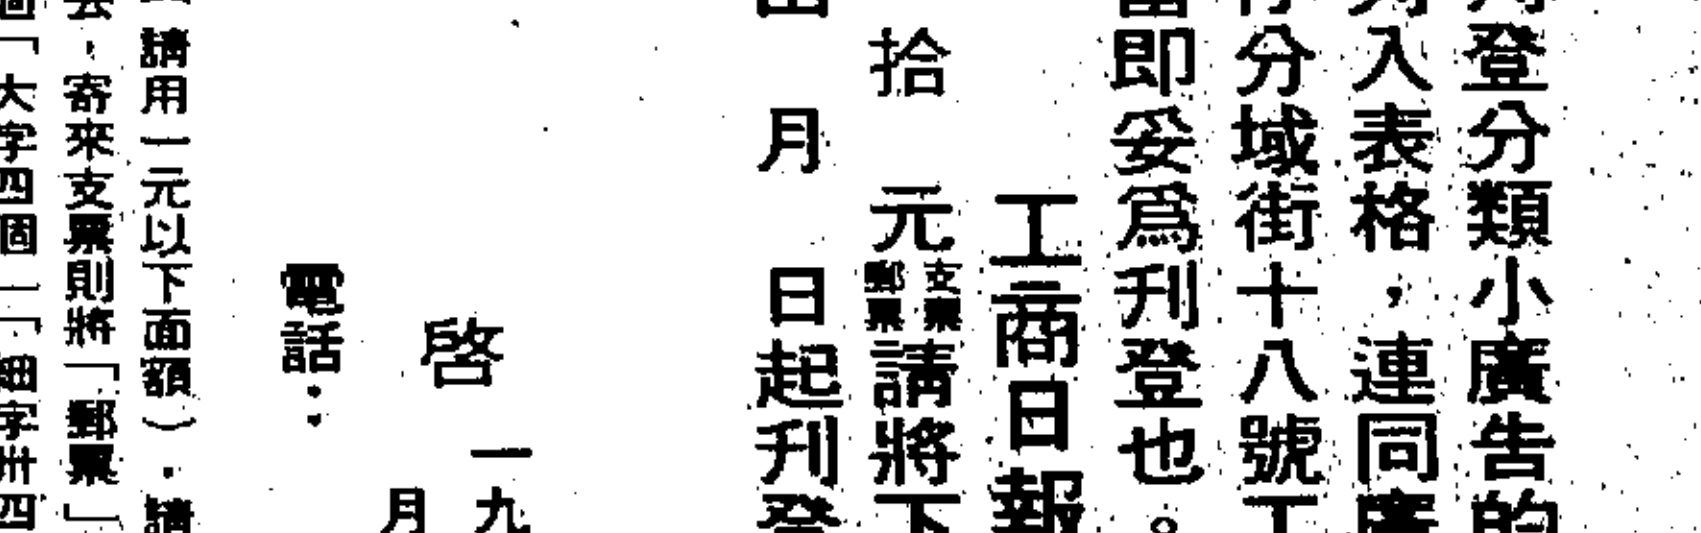 登分類小廣告的
入表格，連同
分域街十八號工
即妥爲刊登也。
工商日報
拾 元支票郵票請將下
月 日起刊登
一九
啓 月
電話：
請用一元以下面額）．請
，寄來支票則將「郵票」
「大字四個」「細字卅四